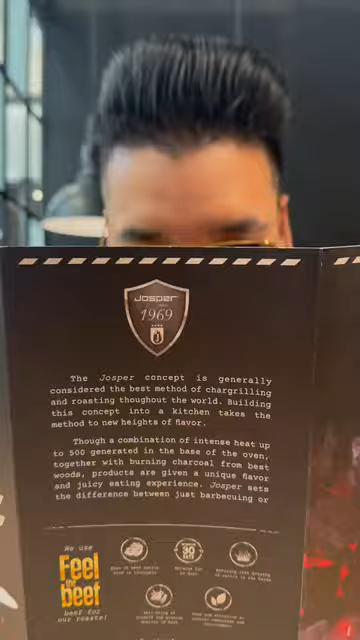 Josper
1969
J
The Josper concept is generally
considered the best method of chargrilling
and roasting thoughout the world. Building
this concept into a kitchen takes the
method to new heights of flavor.
Though a combination of intense heat up
to 500 generated in the base of the oven,
together with burning charcoal from best
woods, products are given a unique flavor
and juicy eating experience. Josper sets
the difference between just barbecuing or
We use
Feel
the
beef
beef for
our roasts!
30
DAYS